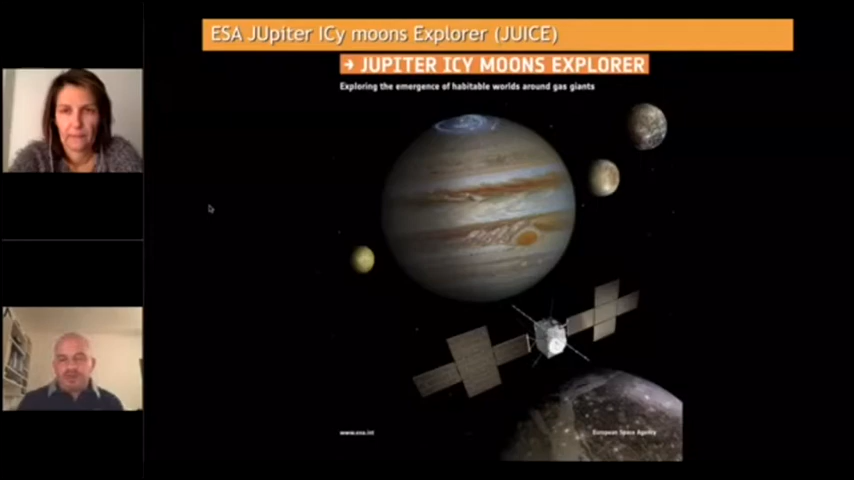 ESA JUpiter ICy moons Explorer (JUICE)
→ JUPITER ICY MOONS EXPLORER
Exploring the emergence of habitable worlds around gas giants
www.esa.int
European Space Agency